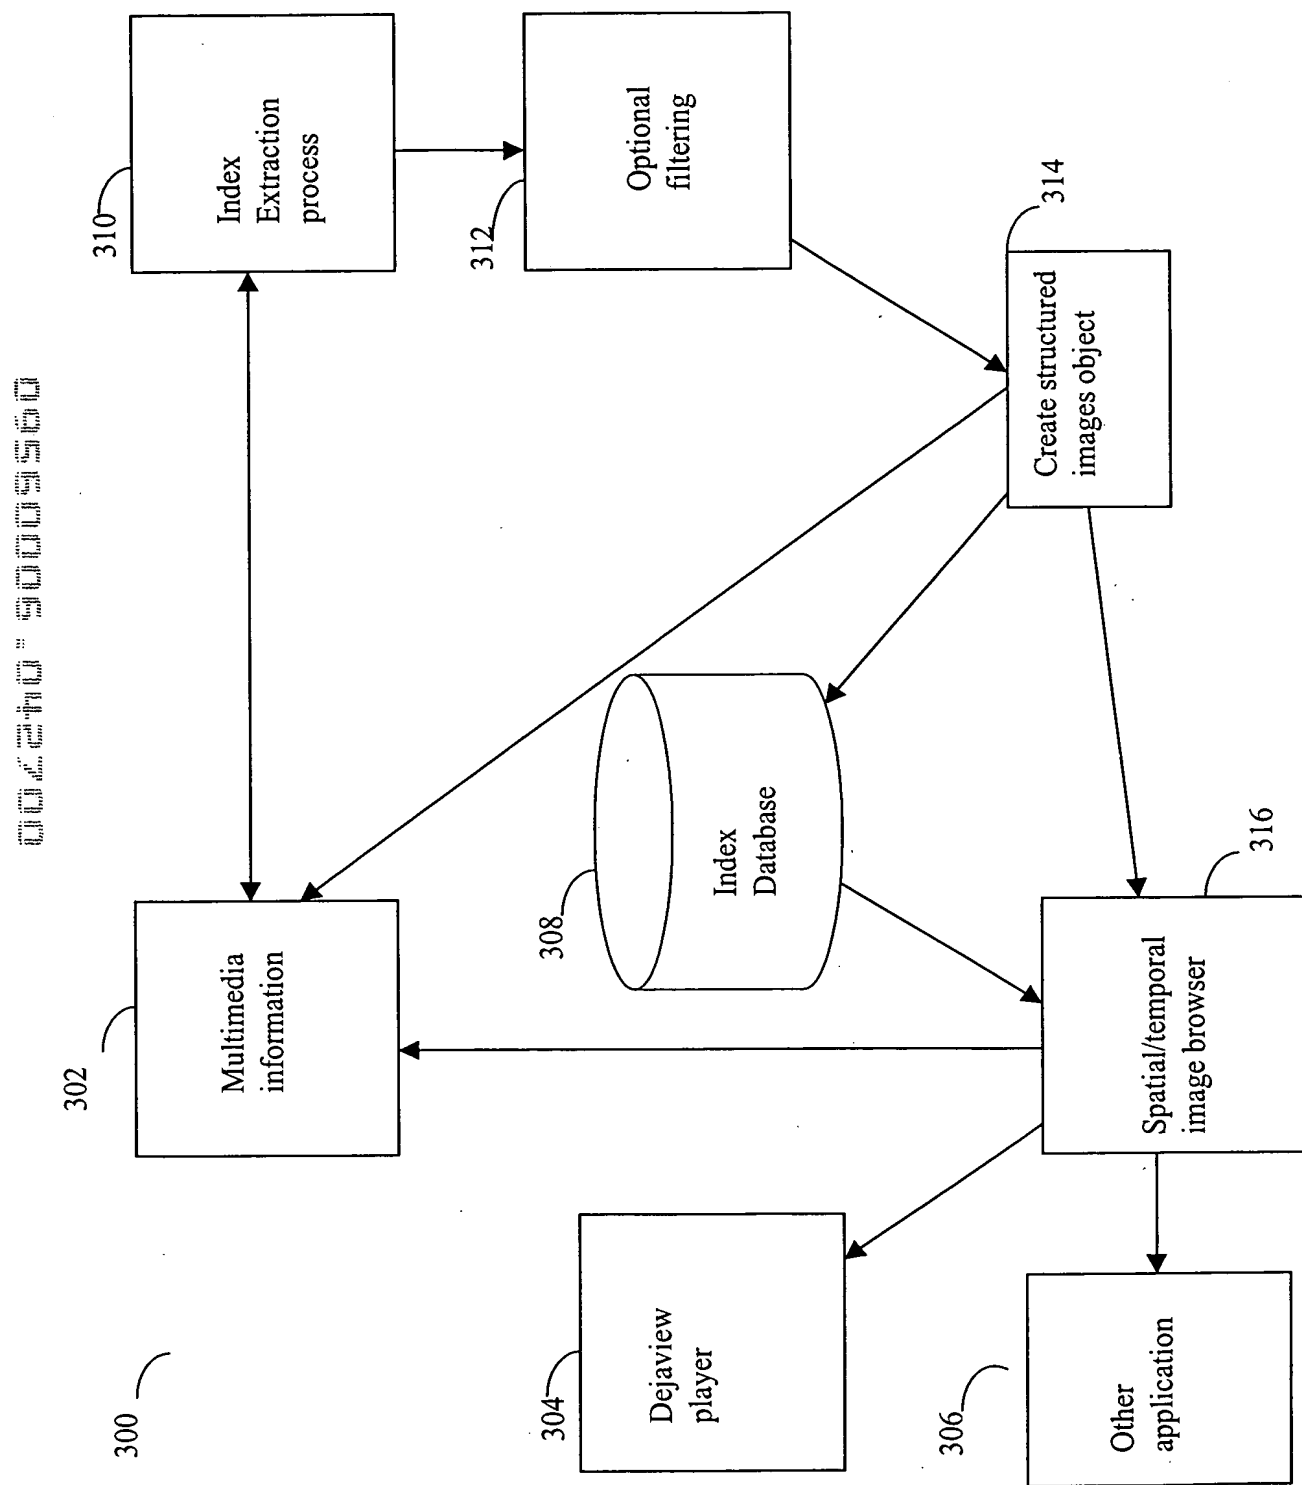 302
310
300
Multimedia
information
Index
Extraction
process
312
308
304
Optional
filtering
Dejaview
player
Index
Database
306
314
Create structured
images object
Other
application
Spatial/temporal
image browser
316